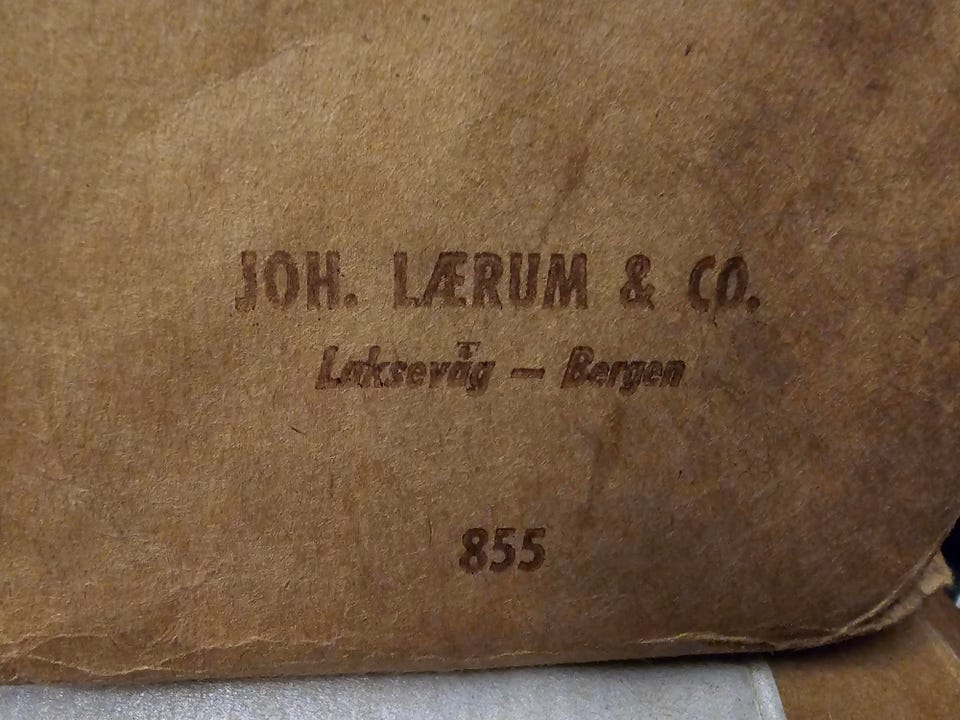 JOH. LÆRUM & CO.
Laksevåg — Bergen
855